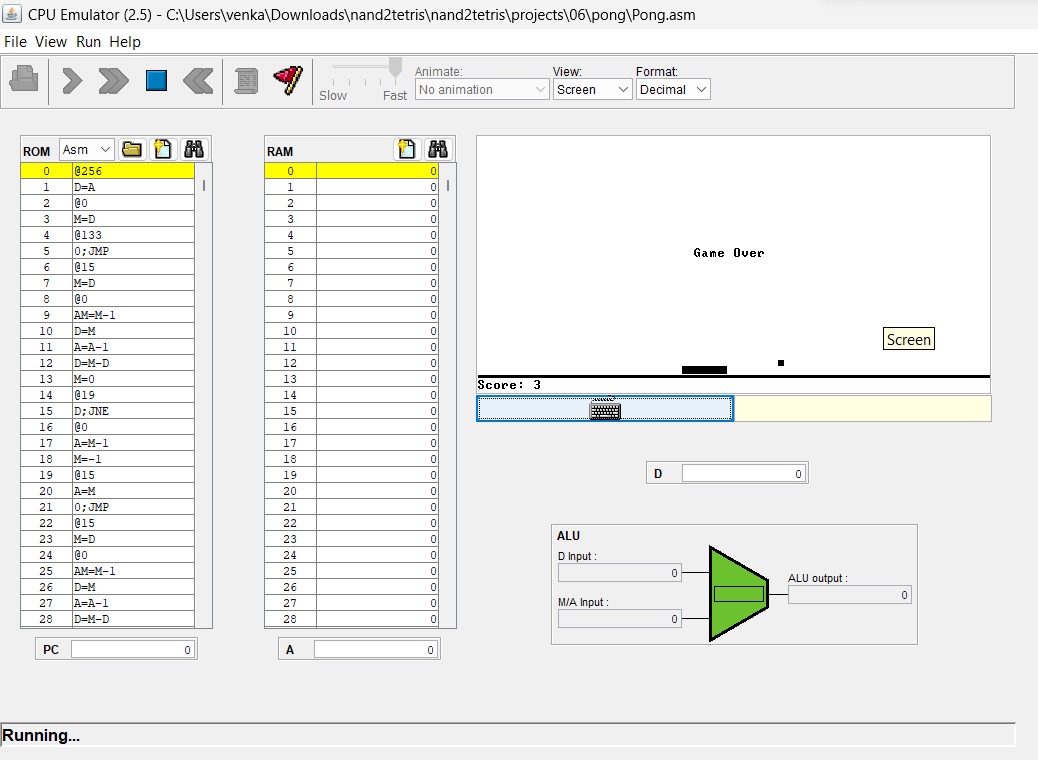 CPU Emulator (2.5) - C:\Users\venka\Downloads\nand2tetris\nand2tetris\projects\06\pong\Pong.asm
File View Run Help
Slow Fast
Animate: View: Format:
No animation Screen Decimal
ROM Asm
0 @256
1 D=A
2 @0
3 M=D
4 @133
5 0;JMP
6 @15
7 M=D
8 @0
9 AM=M-1
10 D=M
11 A=A-1
12 D=M-D
13 M=0
14 @19
15 D;JNE
16 @0
17 A=M-1
18 M=-1
19 @15
20 A=M
21 0;JMP
22 @15
23 M=D
24 @0
25 AM=M-1
26 D=M
27 A=A-1
28 D=M-D
PC 0
RAM
0 0
1 0
2 0
3 0
4 0
5 0
6 0
7 0
8 0
9 0
10 0
11 0
12 0
13 0
14 0
15 0
16 0
17 0
18 0
19 0
20 0
21 0
22 0
23 0
24 0
25 0
26 0
27 0
28 0
A 0
Game Over
Screen
Score: 3
D 0
ALU
D Input :
0
M/A Input :
0
ALU output :
0
Running...